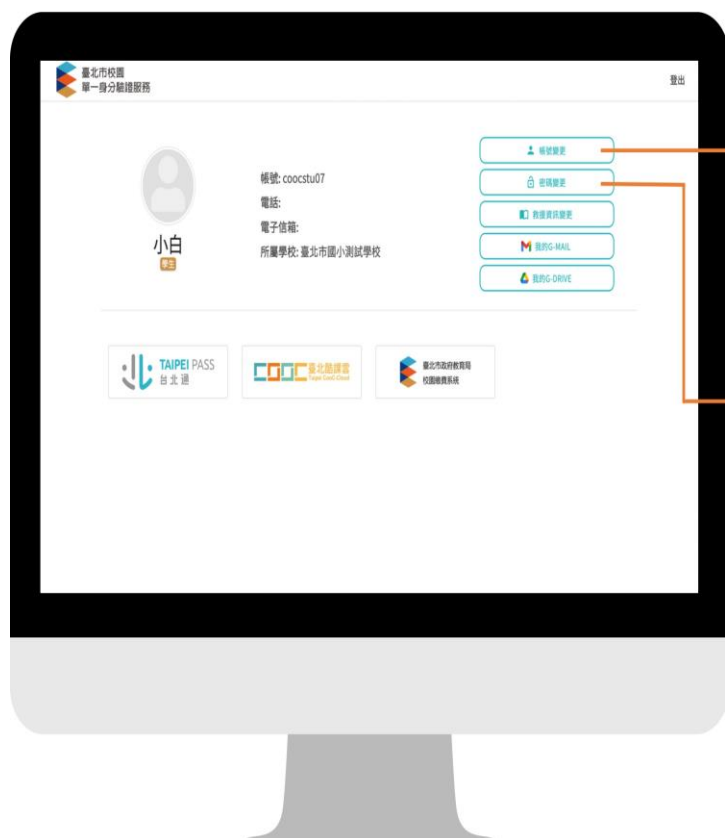 臺北市校園
單一身分驗證服務
登出
小白
學生
帳號: coocstu07
電話:
電子信箱:
所屬學校: 臺北市國小測試學校
帳號變更
密碼變更
救援資訊變更
我的G-MAIL
我的G-DRIVE
TAIPEI PASS
台北通
COOC 臺北酷課雲
Taipei CooC Cloud
臺北市政府教育局
校園繳費系統